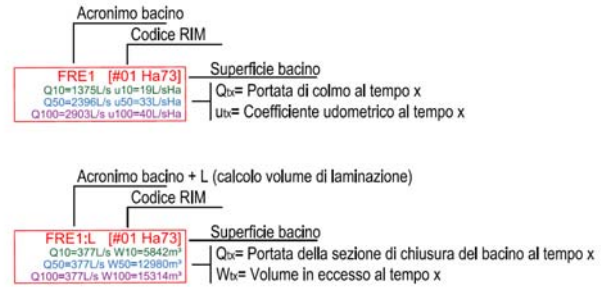 Acronimo bacino
Codice RIM
FRE1 [#01 Ha73]
Superficie bacino
Q10=1375L/s u10=19L/sHa
Q50=2396L/s u50=33L/sHa
Q100=2903L/s u100=40L/sHa
Qtx= Portata di colmo al tempo x
utx= Coefficiente udometrico al tempo x
Acronimo bacino + L (calcolo volume di laminazione)
Codice RIM
FRE1:L [#01 Ha73]
Superficie bacino
Q10=377L/s W10=5842m³
Q50=377L/s W50=12980m³
Q100=377L/s W100=15314m³
Qtx= Portata della sezione di chiusura del bacino al tempo x
Wtx= Volume in eccesso al tempo x